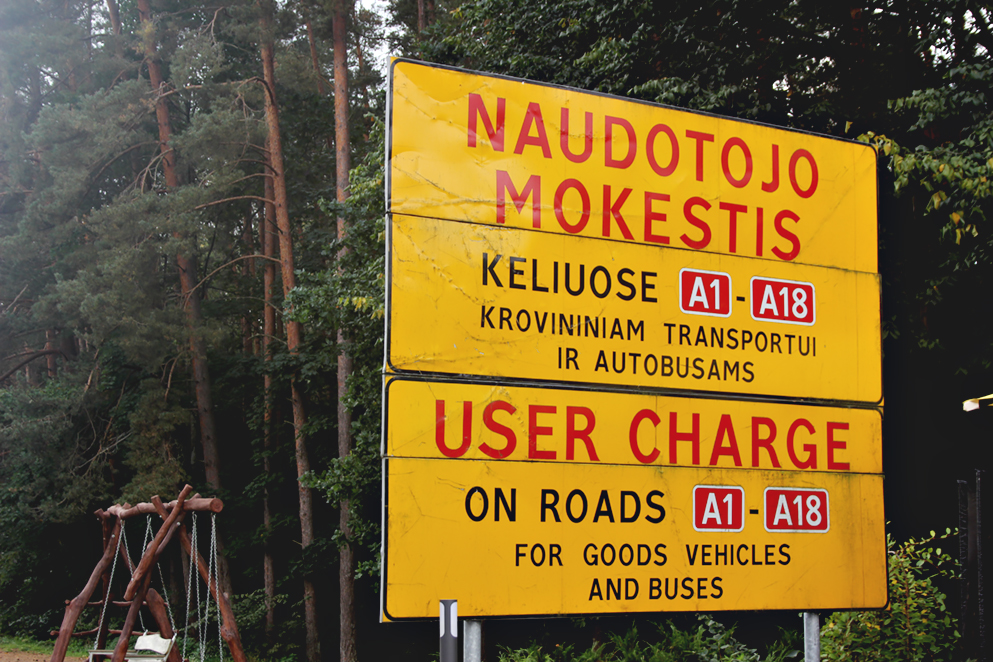 NAUDOTOJO
MOKESTIS
KELIUOSE A1 - A18
KROVININIAM TRANSPORTUI
IR AUTOBUSAMS
USER CHARGE
ON ROADS A1 - A18
FOR GOODS VEHICLES
AND BUSES